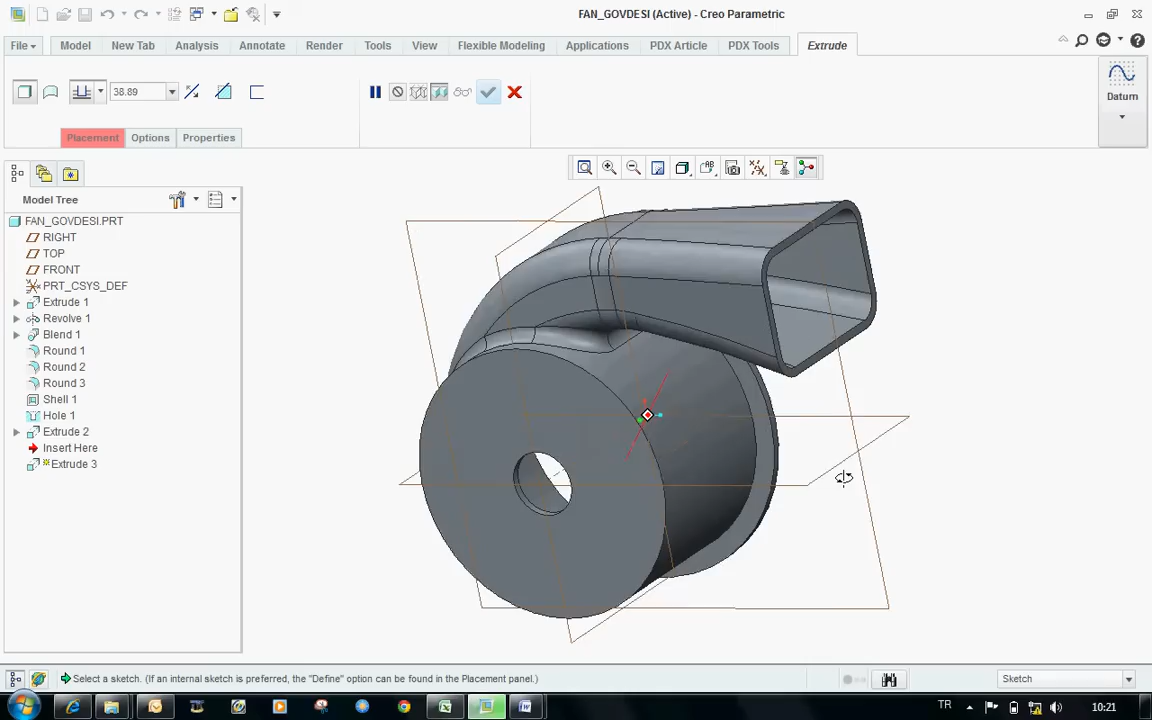 FAN_GOVDESI (Active) - Creo Parametric
File Model New Tab Analysis Annotate Render Tools View Flexible Modeling Applications PDX Article PDX Tools Extrude
38.89
Datum
Placement Options Properties
Model Tree
FAN_GOVDESI.PRT
RIGHT
TOP
FRONT
PRT_CSYS_DEF
Extrude 1
Revolve 1
Blend 1
Round 1
Round 2
Round 3
Shell 1
Hole 1
Extrude 2
Insert Here
Extrude 3
Select a sketch. (If an internal sketch is preferred, the "Define" option can be found in the Placement panel.)
Sketch
TR
10:21